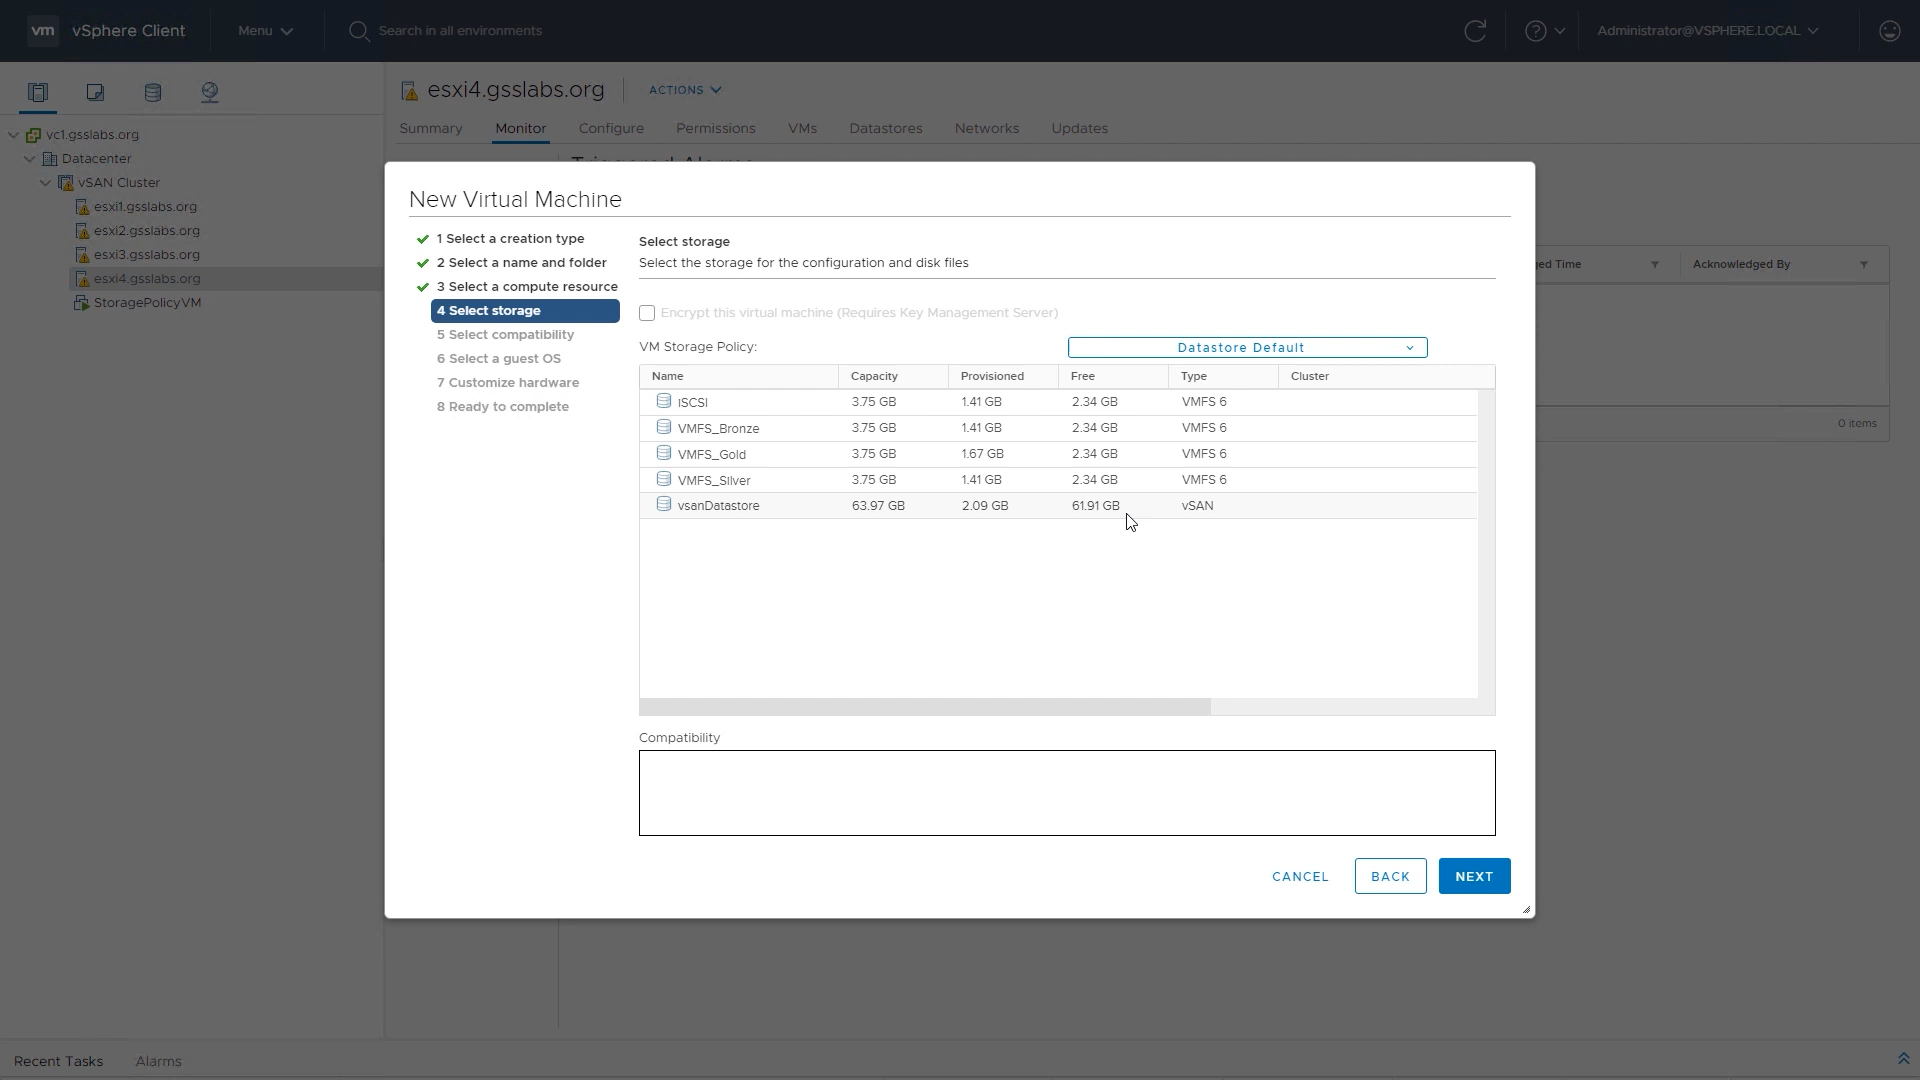 vm vSphere Client Menu Search in all environments Administrator@VSPHERE.LOCAL
vc1.gsslabs.org
Datacenter
vSAN Cluster
esxi1.gsslabs.org
esxi2.gsslabs.org
esxi3.gsslabs.org
esxi4.gsslabs.org
StoragePolicyVM
esxi4.gsslabs.org ACTIONS
Summary Monitor Configure Permissions VMs Datastores Networks Updates
ged Time Acknowledged By
0 items
New Virtual Machine
1 Select a creation type
2 Select a name and folder
3 Select a compute resource
4 Select storage
5 Select compatibility
6 Select a guest OS
7 Customize hardware
8 Ready to complete
Select storage
Select the storage for the configuration and disk files
Encrypt this virtual machine (Requires Key Management Server)
VM Storage Policy: Datastore Default
Name Capacity Provisioned Free Type Cluster
iSCSI 3.75 GB 1.41 GB 2.34 GB VMFS 6
VMFS_Bronze 3.75 GB 1.41 GB 2.34 GB VMFS 6
VMFS_Gold 3.75 GB 1.67 GB 2.34 GB VMFS 6
VMFS_Silver 3.75 GB 1.41 GB 2.34 GB VMFS 6
vsanDatastore 63.97 GB 2.09 GB 61.91 GB vSAN
Compatibility
CANCEL BACK NEXT
Recent Tasks Alarms